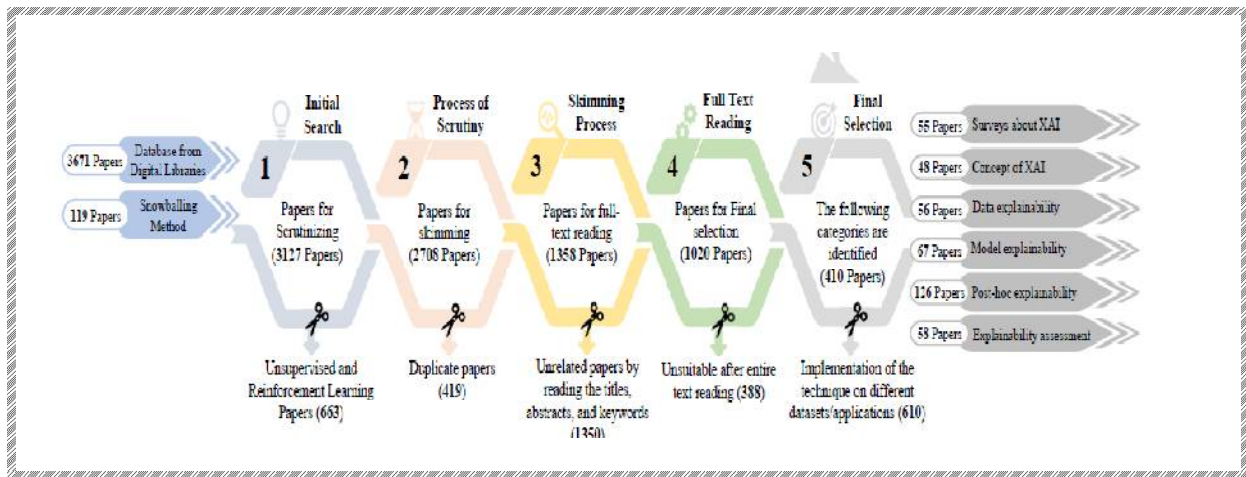 3671 Papers
Database from
Digital Libraries
119 Papers
Snowballing
Method
Initial
Search
1
Papers for
Scrutinizing
(3127 Papers)
Unsupervised and
Reinforcement Learning
Papers (663)
Process of
Scrutiny
2
Papers for
skimming
(2708 Papers)
Duplicate papers
(419)
Skimming
Process
3
Papers for full-
text reading
(1358 Papers)
Unrelated papers by
reading the titles,
abstracts, and keywords
(1350)
Full Text
Reading
4
Papers for Final
selection
(1020 Papers)
Unsuitable after entire
text reading (388)
Final
Selection
5
The following
categories are
identified
(410 Papers)
Implementation of the
technique on different
datasets/applications (610)
55 Papers
Surveys about XAI
48 Papers
Concept of XAI
56 Papers
Data explainability
67 Papers
Model explainability
126 Papers
Post-hoc explainability
58 Papers
Explainability assessment